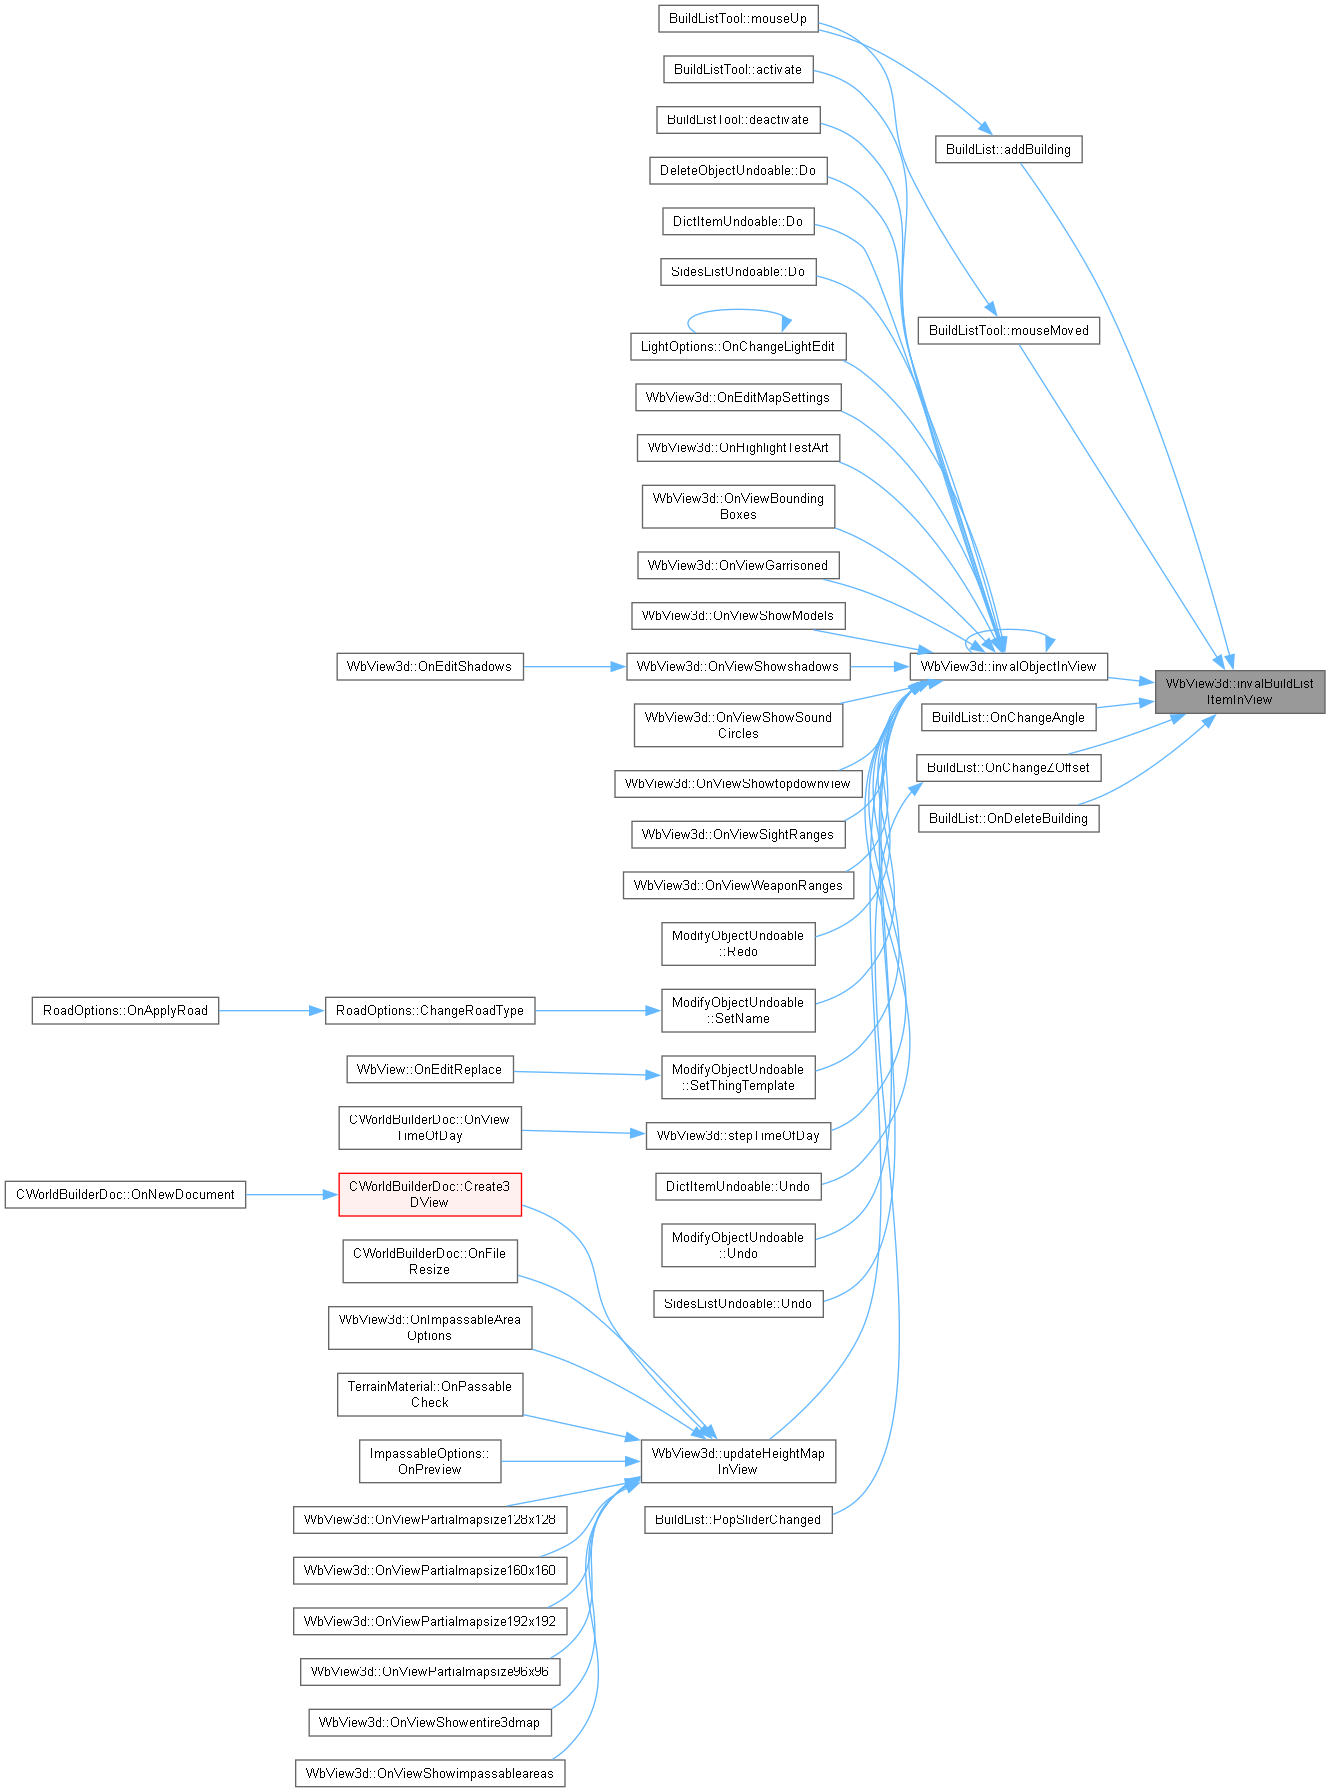 BuildListTool::mouseUp
BuildListTool::activate
BuildListTool::deactivate
BuildList::addBuilding
DeleteObjectUndoable::Do
DictItemUndoable::Do
SidesListUndoable::Do
BuildListTool::mouseMoved
LightOptions::OnChangeLightEdit
WbView3d::OnEditMapSettings
WbView3d::OnHighlightTestArt
WbView3d::OnViewBounding
Boxes
WbView3d::OnViewGarrisoned
WbView3d::OnViewShowModels
WbView3d::OnEditShadows
WbView3d::OnViewShowshadows
WbView3d::invalObjectInView
WbView3d::invalBuildList
ItemInView
WbView3d::OnViewShowSound
Circles
BuildList::OnChangeAngle
BuildList::OnChangeZOffset
WbView3d::OnViewShowtopdownview
BuildList::OnDeleteBuilding
WbView3d::OnViewSightRanges
WbView3d::OnViewWeaponRanges
ModifyObjectUndoable
::Redo
RoadOptions::OnApplyRoad
RoadOptions::ChangeRoadType
ModifyObjectUndoable
::SetName
WbView::OnEditReplace
ModifyObjectUndoable
::SetThingTemplate
CWorldBuilderDoc::OnView
TimeOfDay
WbView3d::stepTimeOfDay
CWorldBuilderDoc::OnNewDocument
CWorldBuilderDoc::Create3
DView
DictItemUndoable::Undo
CWorldBuilderDoc::OnFile
Resize
ModifyObjectUndoable
::Undo
SidesListUndoable::Undo
WbView3d::OnImpassableArea
Options
TerrainMaterial::OnPassable
Check
ImpassableOptions::
OnPreview
WbView3d::updateHeightMap
InView
WbView3d::OnViewPartialmapsize128x128
BuildList::PopSliderChanged
WbView3d::OnViewPartialmapsize160x160
WbView3d::OnViewPartialmapsize192x192
WbView3d::OnViewPartialmapsize96x96
WbView3d::OnViewShowentire3dmap
WbView3d::OnViewShowimpassableareas